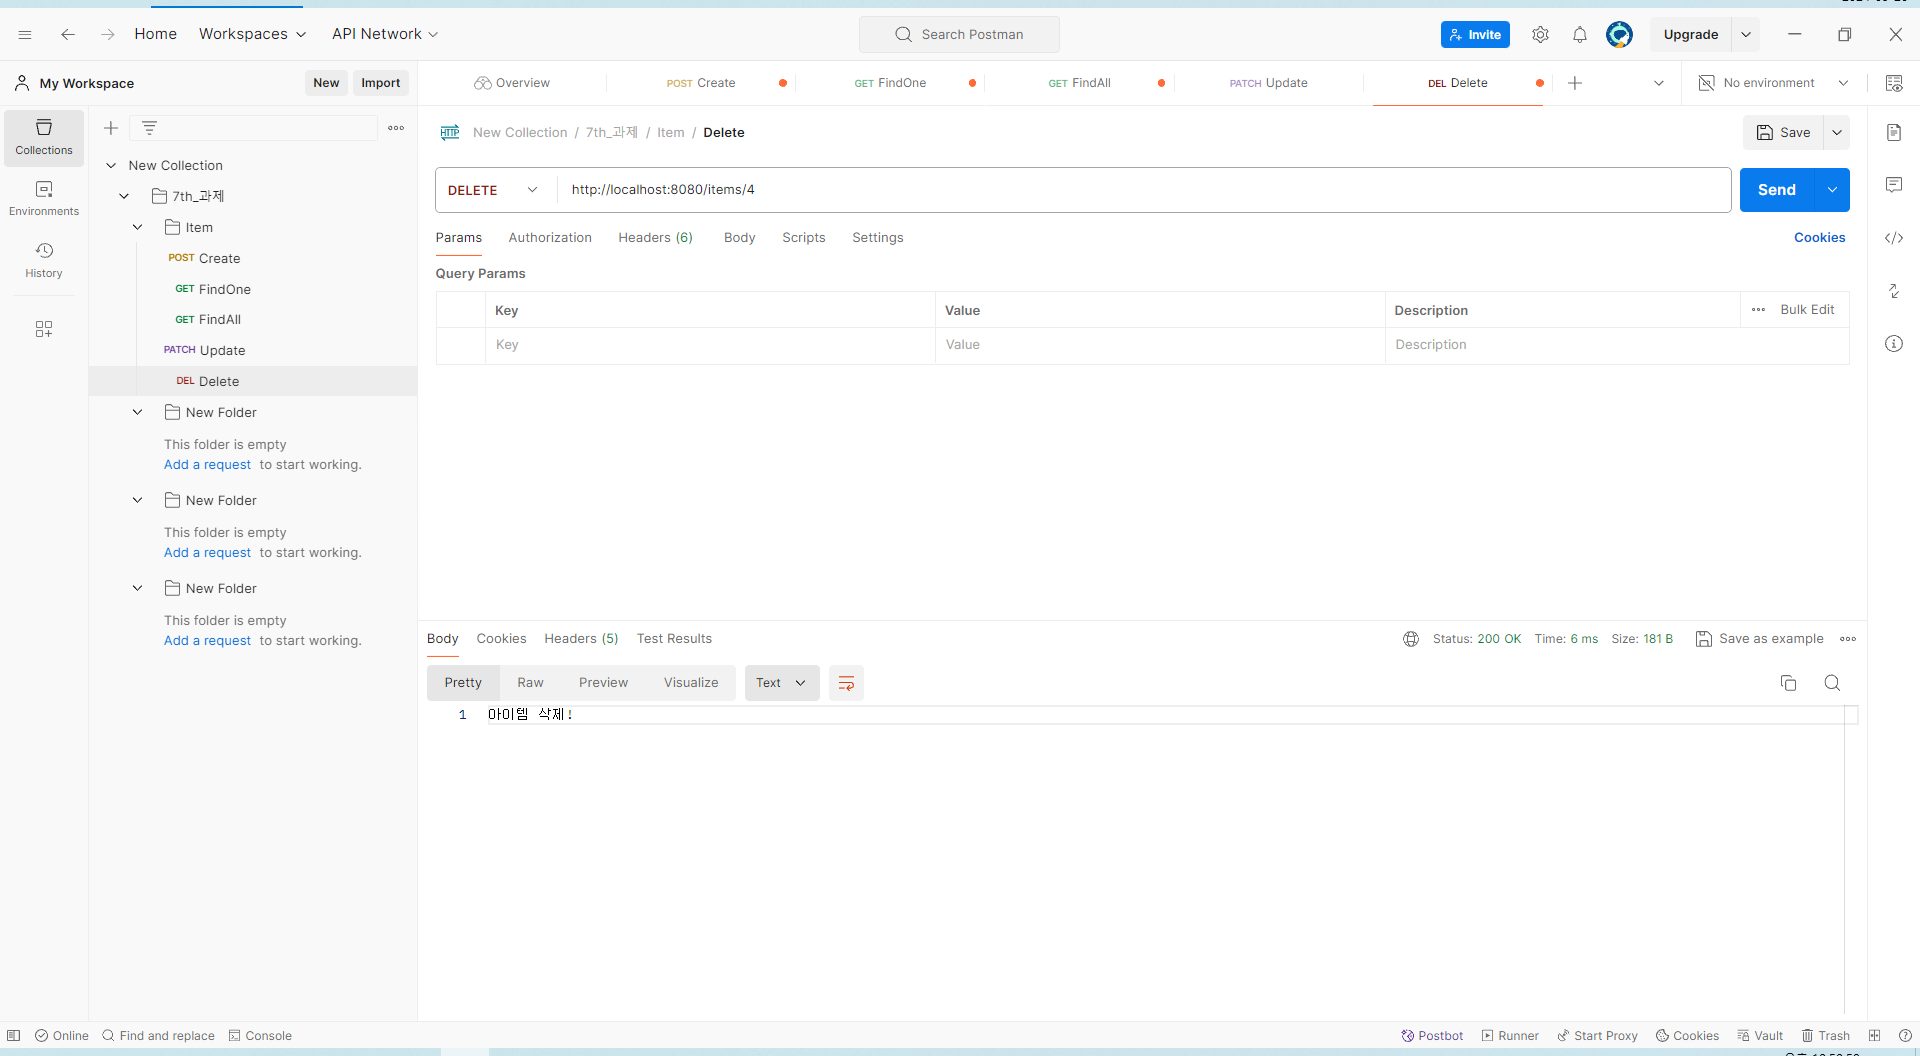 Home Workspaces API Network Search Postman Invite Upgrade
My Workspace New Import Overview POST Create GET FindOne GET FindAll PATCH Update DEL Delete No environment
Collections
Environments
History
New Collection
7th_과제
Item
POST Create
GET FindOne
GET FindAll
PATCH Update
DEL Delete
New Folder
This folder is empty
Add a request to start working.
New Folder
This folder is empty
Add a request to start working.
New Folder
This folder is empty
Add a request to start working.
HTTP New Collection / 7th_과제 / Item / Delete Save
DELETE http://localhost:8080/items/4 Send
Params Authorization Headers (6) Body Scripts Settings Cookies
Query Params
Key Value Description Bulk Edit
Key Value Description
Body Cookies Headers (5) Test Results Status: 200 OK Time: 6 ms Size: 181 B Save as example
Pretty Raw Preview Visualize Text
1 아이템 삭제!
Online Find and replace Console Postbot Runner Start Proxy Cookies Vault Trash